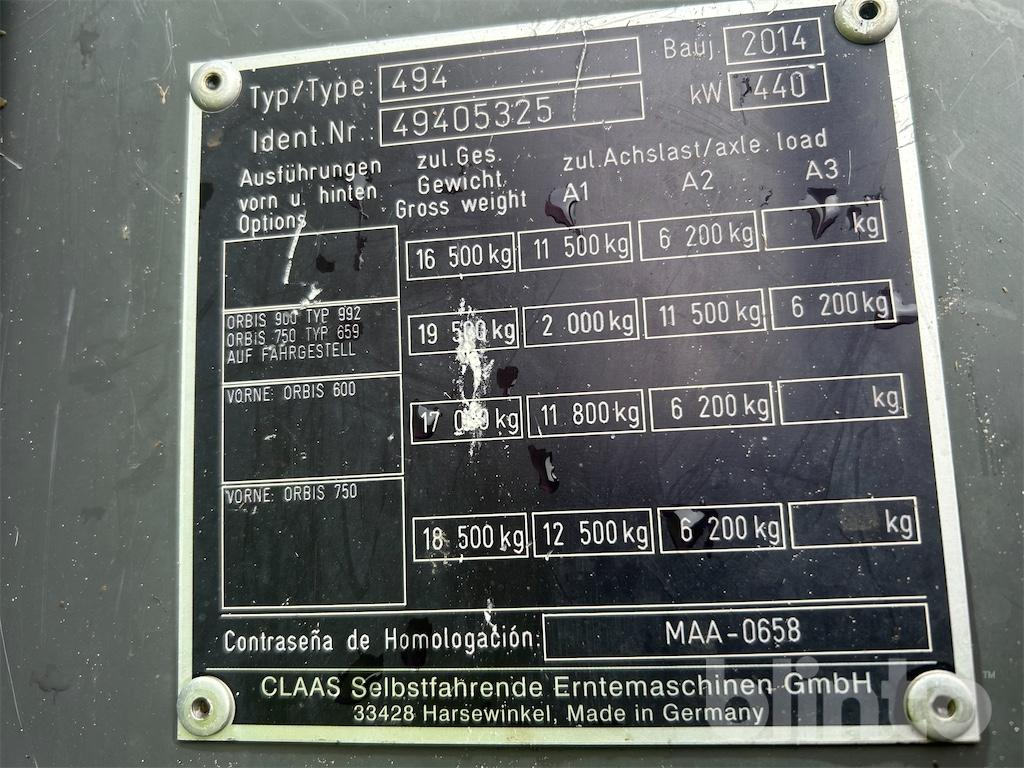 Typ/Type: 494 Bauj. 2014
Ident.Nr.: 49405325 kW 440
Ausführungen vorn u. hinten Options
zul.Ges. Gewicht Gross weight
zul.Achslast/axle. load
A1 A2 A3
16 500 kg 11 500 kg 6 200 kg kg
ORBIS 900 TYP 992
ORBIS 750 TYP 659
AUF FAHRGESTELL
19 500 kg 2 000 kg 11 500 kg 6 200 kg
VORNE: ORBIS 600
17 000 kg 11 800 kg 6 200 kg kg
VORNE: ORBIS 750
18 500 kg 12 500 kg 6 200 kg kg
Contraseña de Homologación: MAA-0658
CLAAS Selbstfahrende Erntemaschinen GmbH
33428 Harsewinkel, Made in Germany
blinto™